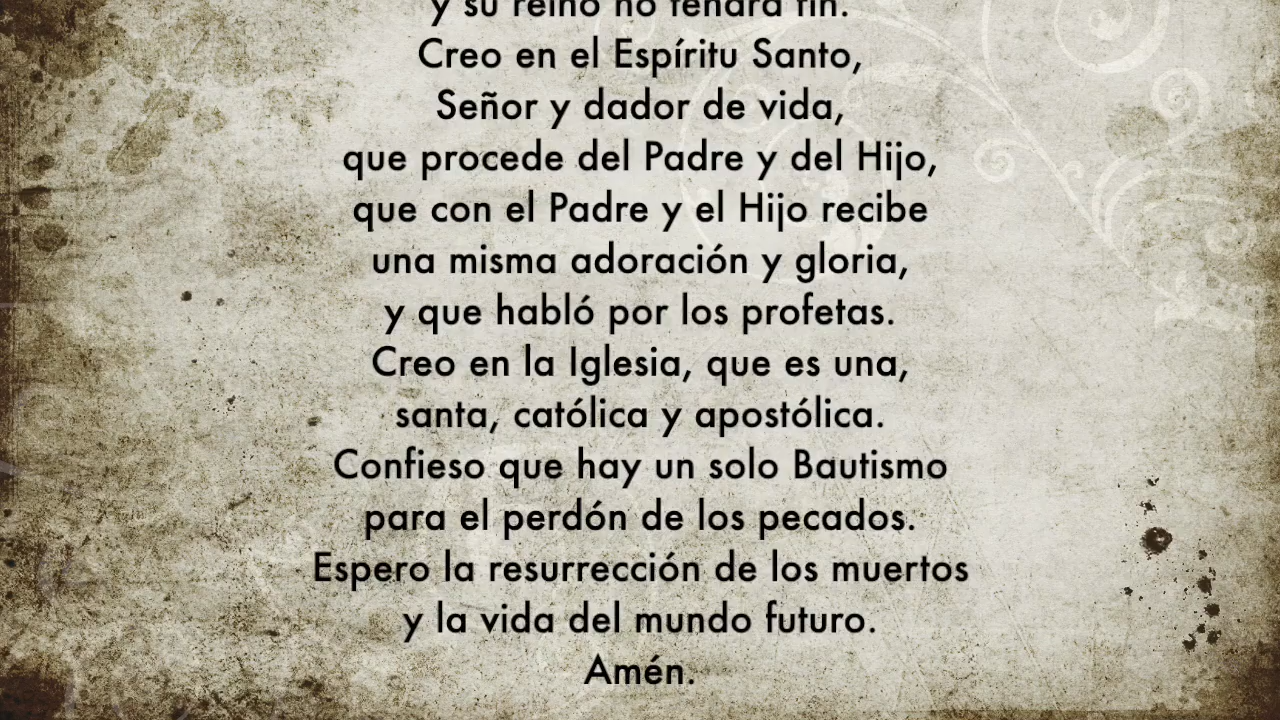 y su reino no tendrá fin.
Creo en el Espíritu Santo,
Señor y dador de vida,
que procede del Padre y del Hijo,
que con el Padre y el Hijo recibe
una misma adoración y gloria,
y que habló por los profetas.
Creo en la Iglesia, que es una,
santa, católica y apostólica.
Confieso que hay un solo Bautismo
para el perdón de los pecados.
Espero la resurrección de los muertos
y la vida del mundo futuro.
Amén.